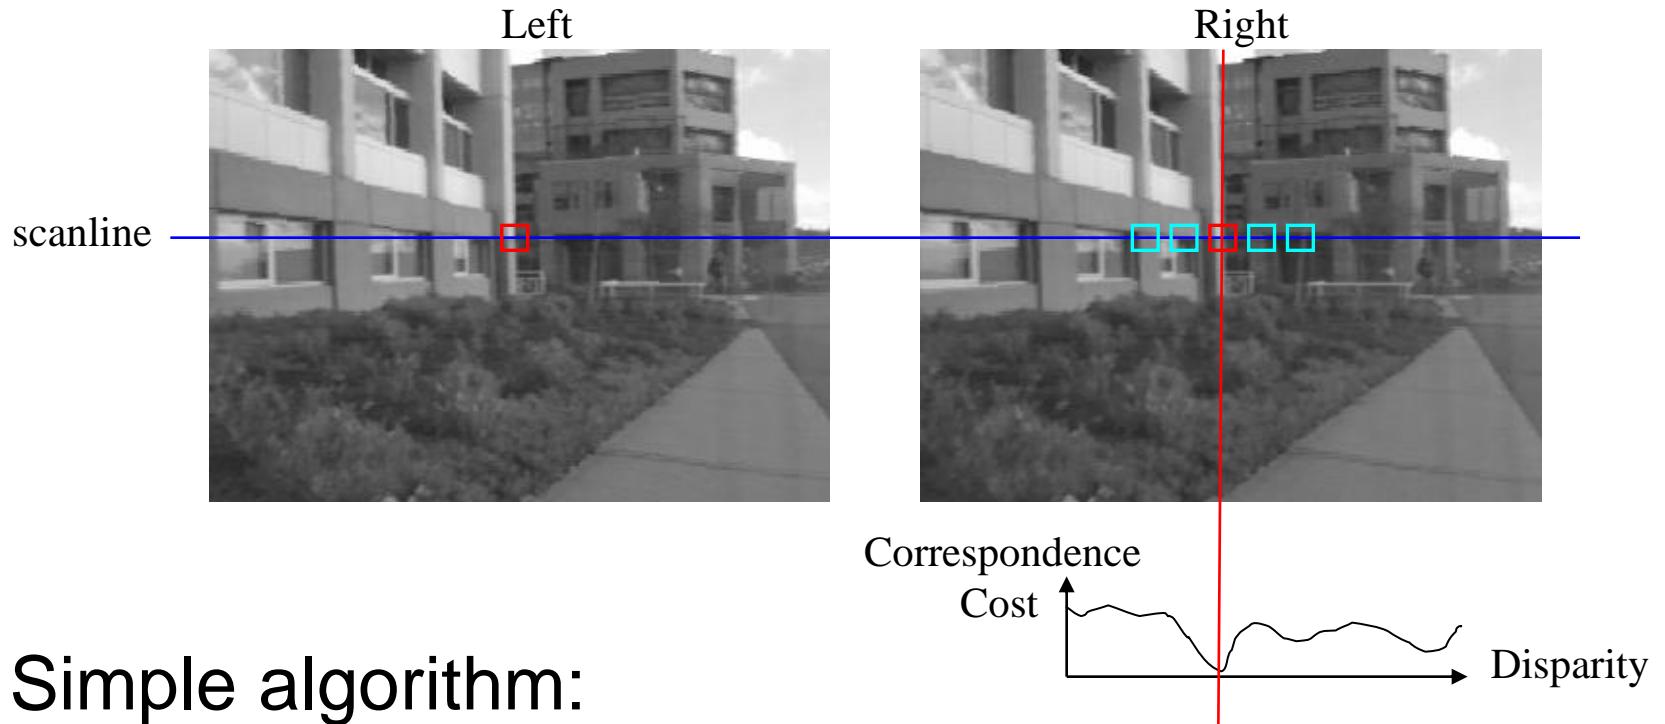 Left
Right
scanline
Correspondence
Cost
Disparity
Simple algorithm: